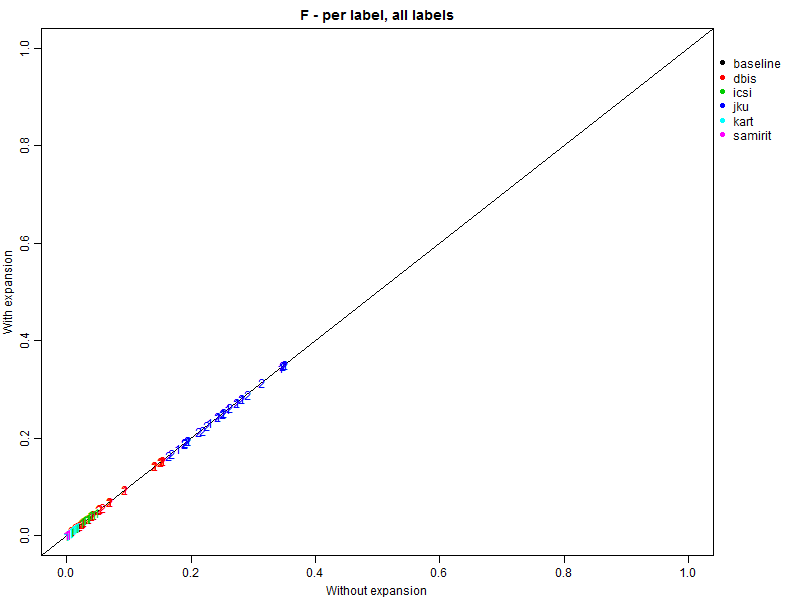 F - per label, all labels
baseline
dbis
icsi
jku
kart
samirit
With expansion
1.0
0.8
0.6
0.4
0.2
0.0
0.0 0.2 0.4 0.6 0.8 1.0
Without expansion